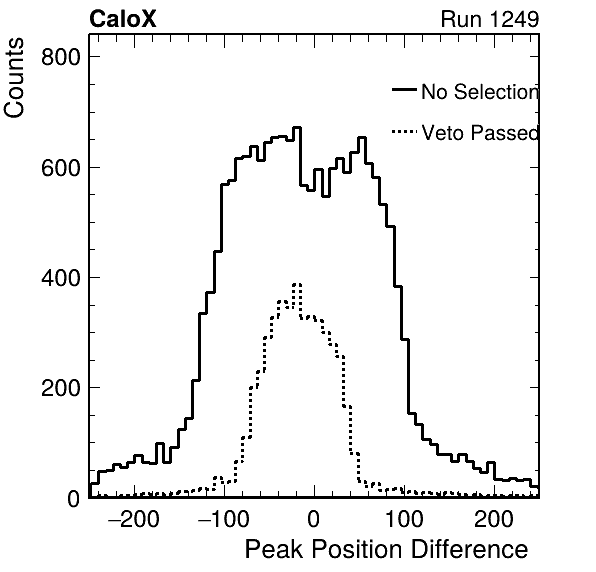 CaloX Run 1249
Counts
800
No Selection
Veto Passed
600
400
200
0
−200 −100 0 100 200
Peak Position Difference